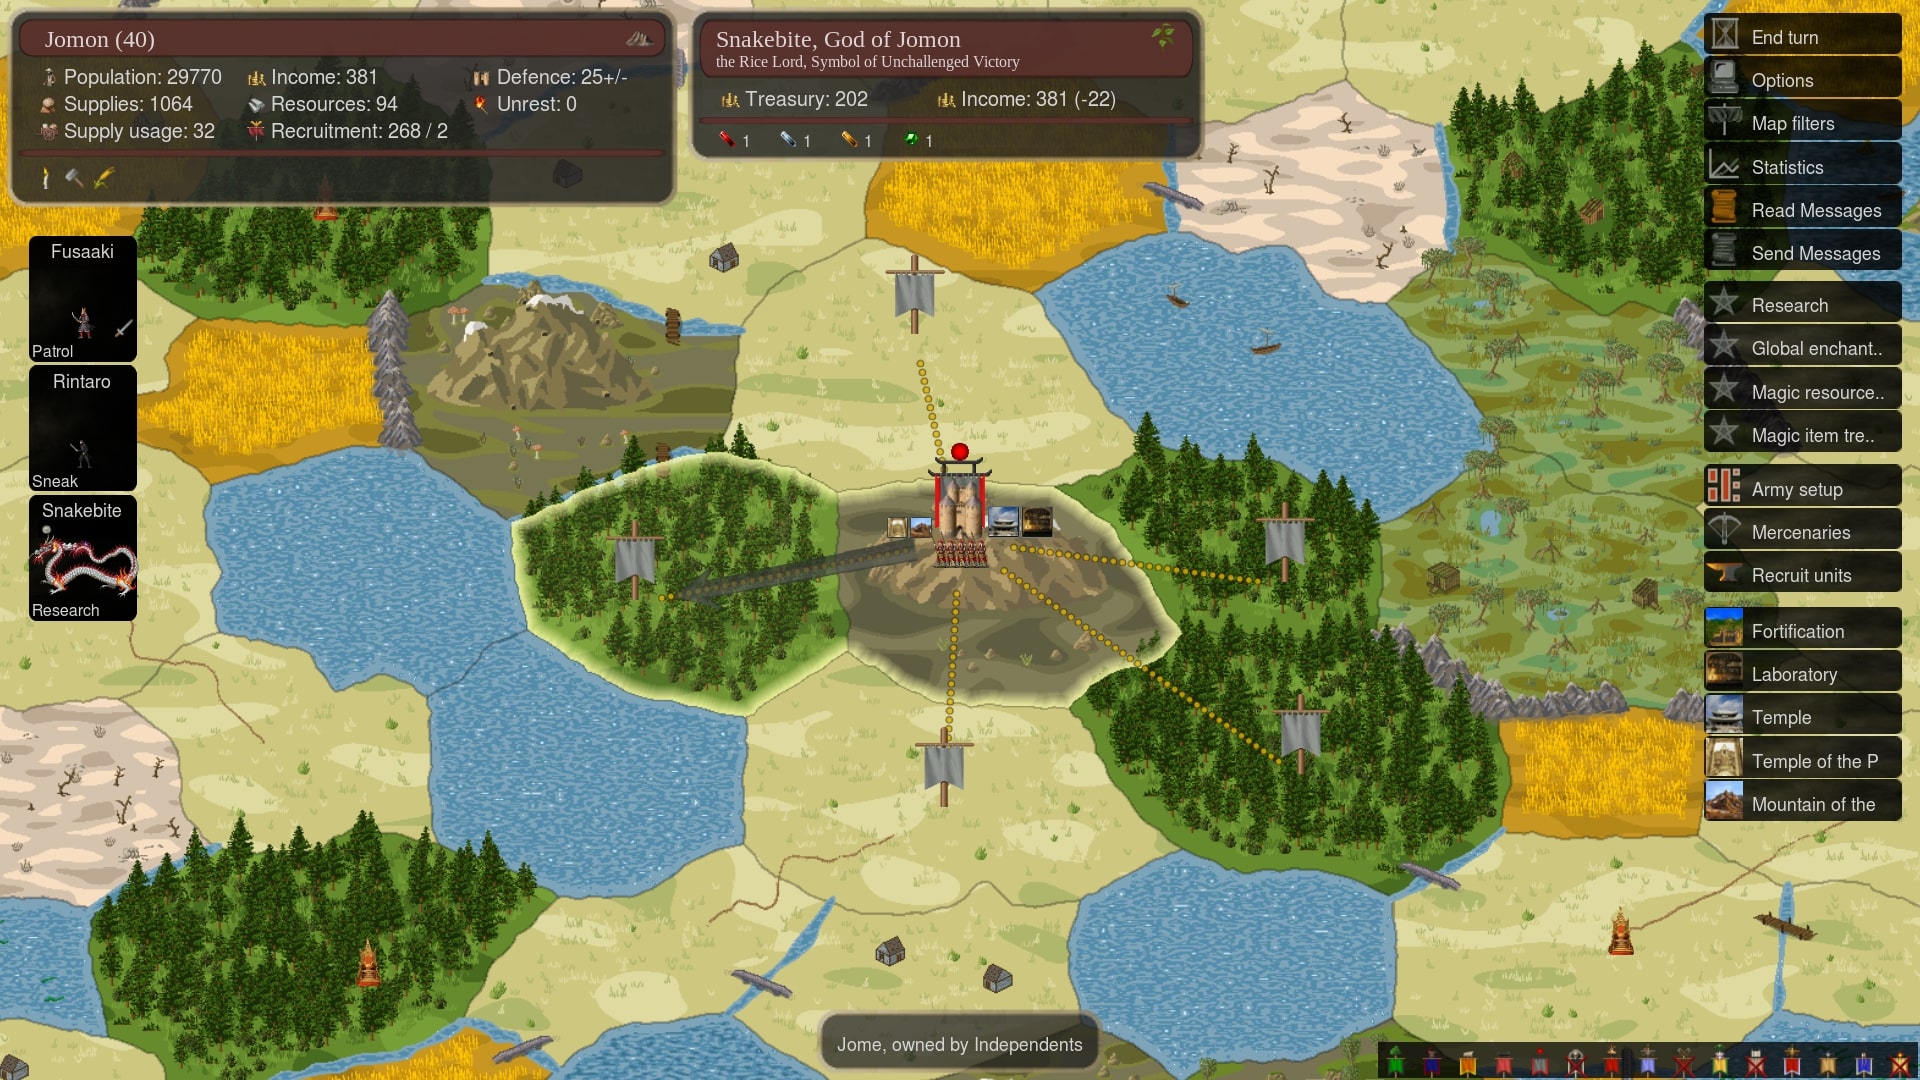 Jomon (40)
Population: 29770
Income: 381
Defence: 25+/-
Supplies: 1064
Resources: 94
Unrest: 0
Supply usage: 32
Recruitment: 268 / 2
Snakebite, God of Jomon
the Rice Lord, Symbol of Unchallenged Victory
Treasury: 202
Income: 381 (-22)
1 1 1 1
Fusaaki
Patrol
Rintaro
Sneak
Snakebite
Research
End turn
Options
Map filters
Statistics
Read Messages
Send Messages
Research
Global enchant..
Magic resource..
Magic item tre..
Army setup
Mercenaries
Recruit units
Fortification
Laboratory
Temple
Temple of the P
Mountain of the
Jome, owned by Independents